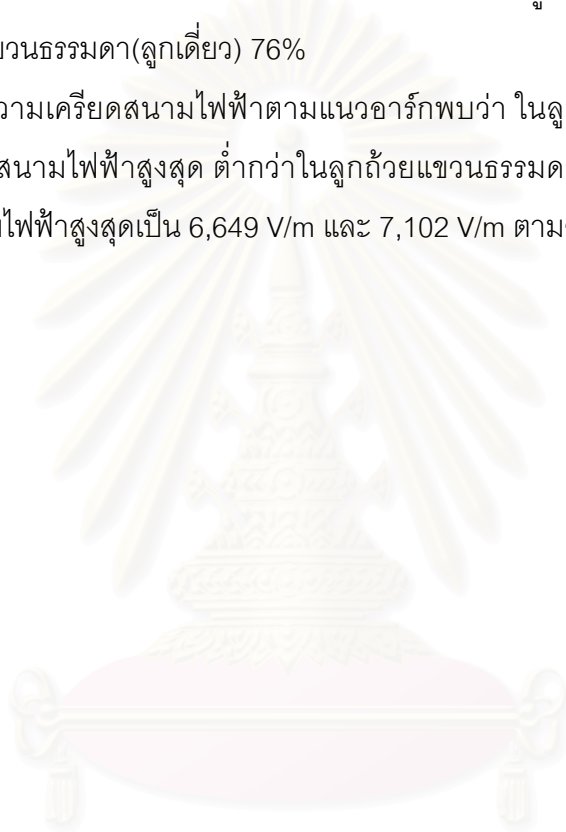 ขวนธรรมดา(ลูกเดี่ยว) 76%
วามเครียดสนามไฟฟ้าตามแนวอาร์กพบว่า ในลู
สนามไฟฟ้าสูงสุด ต่ำกว่าในลูกถ้วยแขวนธรรมด
ไฟฟ้าสูงสุดเป็น 6,649 V/m และ 7,102 V/m ตาม